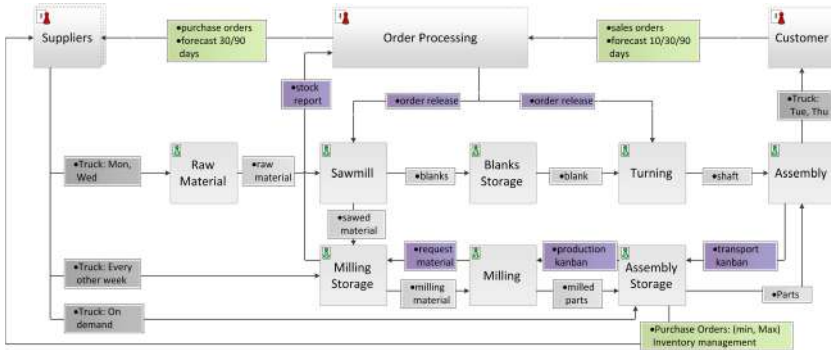 Suppliers
•purchase orders
•forecast 30/90
days
Order Processing
•sales orders
•forecast 10/30/90
days
Customer
•stock
report
•order release
•order release
•Truck:
Tue, Thu
•Truck: Mon,
Wed
Raw
Material
•raw
material
Sawmill
•blanks
Blanks
Storage
•blank
Turning
•shaft
Assembly
•sawed
material
•Truck: Every
other week
Milling
Storage
•request
material
•milling
material
Milling
•production
kanban
•milled
parts
Assembly
Storage
•transport
kanban
•Parts
•Truck: On
demand
•Purchase Orders: (min, Max)
Inventory management